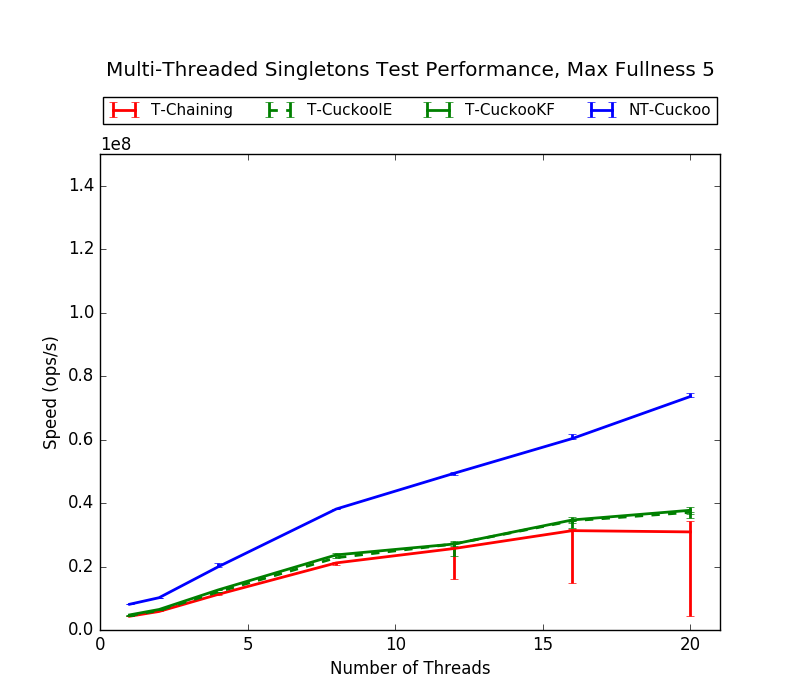 Multi-Threaded Singletons Test Performance, Max Fullness 5
T-Chaining T-CuckooIE T-CuckooKF NT-Cuckoo
1e8
1.4
1.2
1.0
0.8
0.6
0.4
0.2
0.0
Speed (ops/s)
0 5 10 15 20
Number of Threads